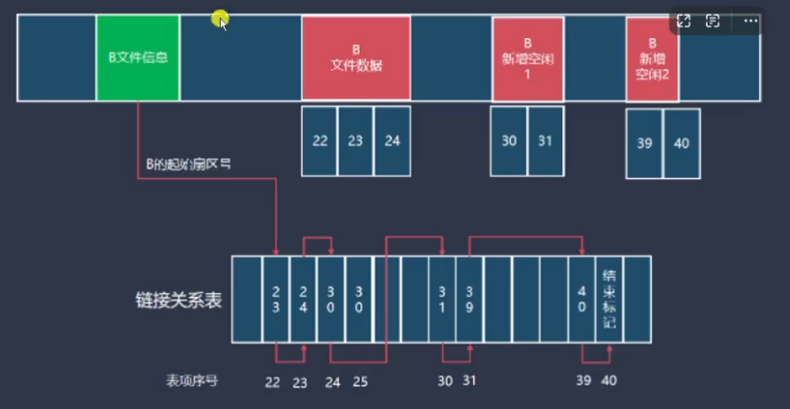 B文件信息
B
文件数据
B
新增空闲
1
B
新增
空闲2
22 23 24
30 31
39 40
B的起始扇区号
链接关系表
23 24 30 30 31 39 40 结束标记
表项序号
22 23 24 25 30 31 39 40